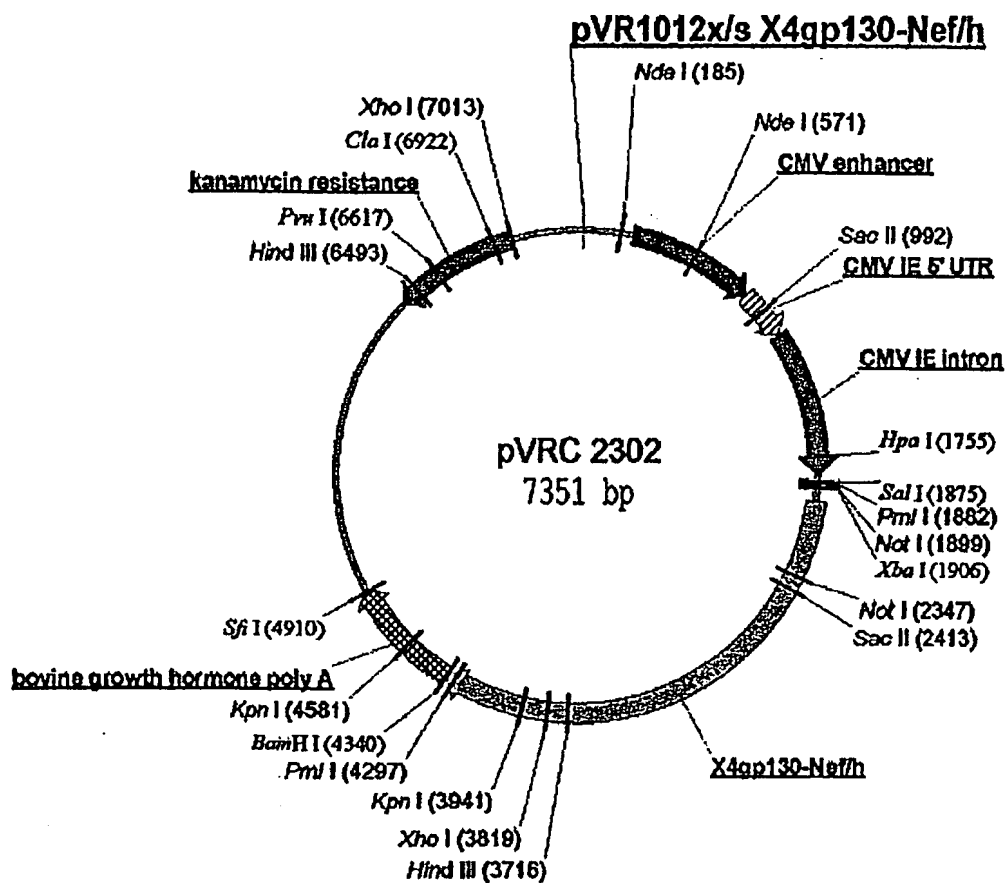 pVR1012x/s X4gp130-Nef/h
Nde I (185)
Xho I (7013)
Nde I (571)
Cla I (6922)
CMV enhancer
kanamycin resistance
Pvu I (6617)
Sac II (992)
Hind III (6493)
CMV IE 5' UTR
CMV IE intron
Hpa I (1755)
pVRC 2302
7351 bp
Sal I (1875)
Pml I (1882)
Not I (1899)
Xba I (1906)
Not I (2347)
Sac II (2413)
Sfi I (4910)
bovine growth hormone poly A
Kpn I (4581)
BamH I (4340)
Pml I (4297)
X4gp130-Nef/h
Kpn I (3941)
Xho I (3819)
Hind III (3716)